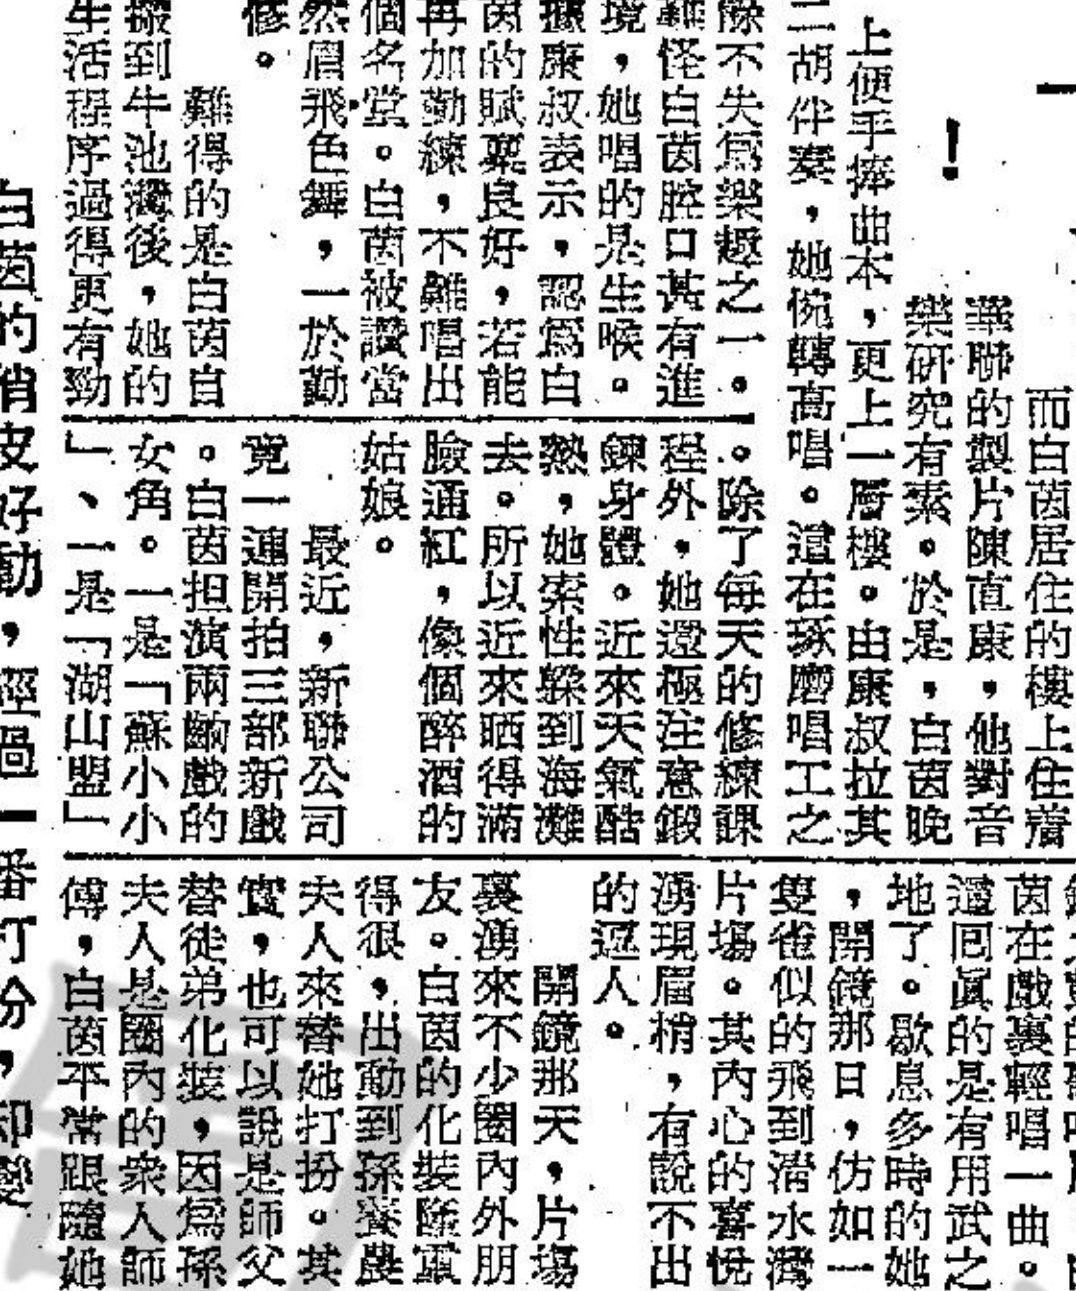 而白茵居住的樓上住着
華聯的製片陳直康，他對音
樂研究有素。於是，白茵晚
上便手捧曲本，更上一層樓。由康叔拉其
二胡伴奏，她惋轉高唱。這在琢磨唱工之
除不失爲樂趣之一。
難怪白茵腔口甚有進
境，她唱的是生喉。
據康叔表示，認爲白
茵的賦稟良好，若能
再加勤練，不難唱出
個名堂。白茵被讚當
然眉飛色舞，一於勤
修。
難得的是白茵自
搬到牛池灣後，她的
生活程序過得更有勁
。除了每天的修練課
程外，她還極注意鍛
鍊身體。近來天氣酷
熱，她索性躱到海灘
去。所以近來晒得滿
臉通紅，像個醉酒的
姑娘。
最近，新聯公司
竟一連開拍三部新戲
。白茵担演兩齣戲的
女角。一是「蘇小小
」、一是「湖山盟」
茵在戲裏輕唱一曲。
這囘眞的是有用武之
地了。歇息多時的她
，開鏡那日，仿如一
隻雀似的飛到淸水灣
片塲。其內心的喜悅
湧現眉梢，有說不出
的逗人。
開鏡那天，片塲
裏湧來不少圈內外朋
友。白茵的化裝陣軍
得很，出動到孫養農
夫人來替她打扮。其
實，也可以說是師父
替徒弟化裝，因爲孫
夫人是圈內的衆人師
傅，白茵平常跟隨她
白茵的俏皮好動，經過一番打扮，却變
！